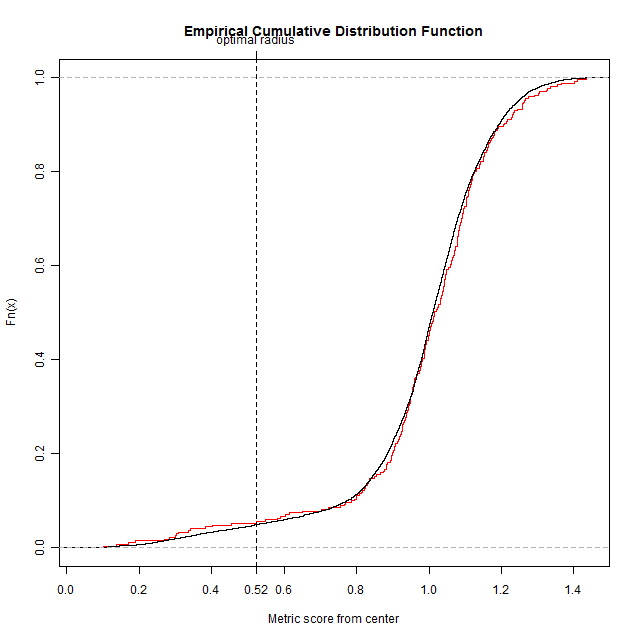 Empirical Cumulative Distribution Function
optimal radius
Fn(x)
1.0
0.8
0.6
0.4
0.2
0.0
0.0 0.2 0.4 0.52 0.6 0.8 1.0 1.2 1.4
Metric score from center